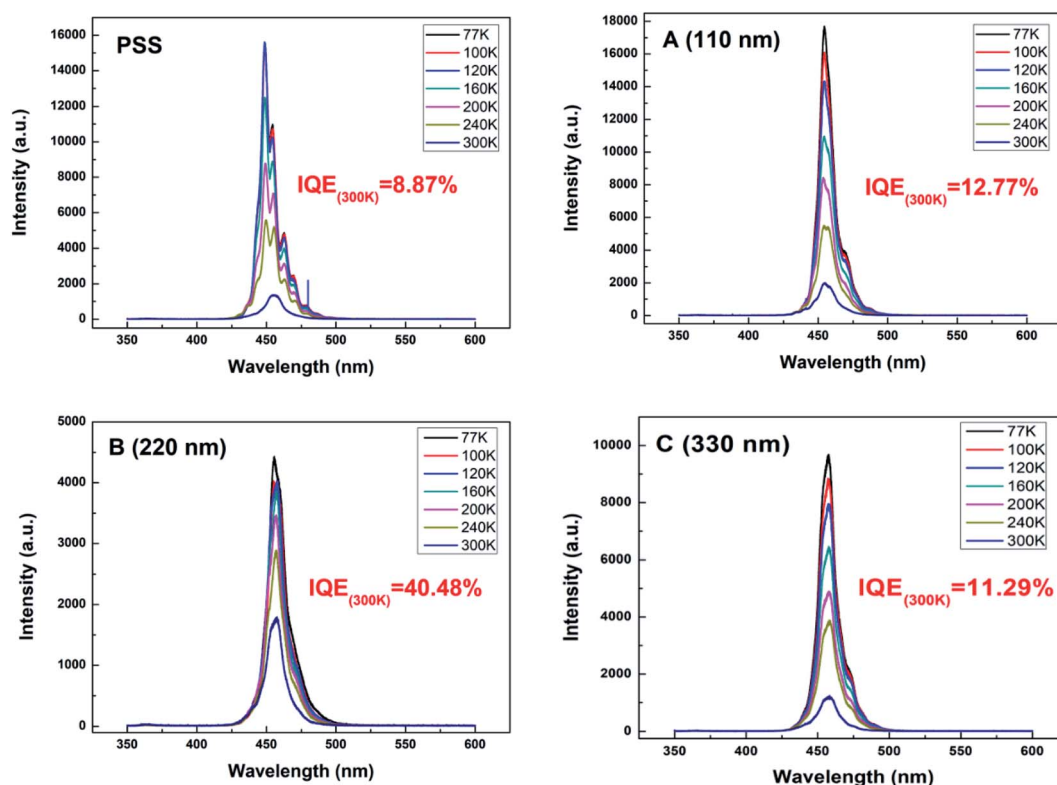 PSS
16000
14000
12000
10000
8000
6000
4000
2000
0
Intensity (a.u.)
77K
100K
120K
160K
200K
240K
300K
IQE(300K)=8.87%
350 400 450 500 550 600
Wavelength (nm)
A (110 nm)
18000
16000
14000
12000
10000
8000
6000
4000
2000
0
Intensity (a.u.)
77K
100K
120K
160K
200K
240K
300K
IQE(300K)=12.77%
350 400 450 500 550 600
Wavelength (nm)
B (220 nm)
5000
4000
3000
2000
1000
0
Intensity (a.u.)
77K
100K
120K
160K
200K
240K
300K
IQE(300K)=40.48%
350 400 450 500 550 600
Wavelength (nm)
C (330 nm)
10000
8000
6000
4000
2000
0
Intensity (a.u.)
77K
100K
120K
160K
200K
240K
300K
IQE(300K)=11.29%
350 400 450 500 550 600
Wavelength (nm)